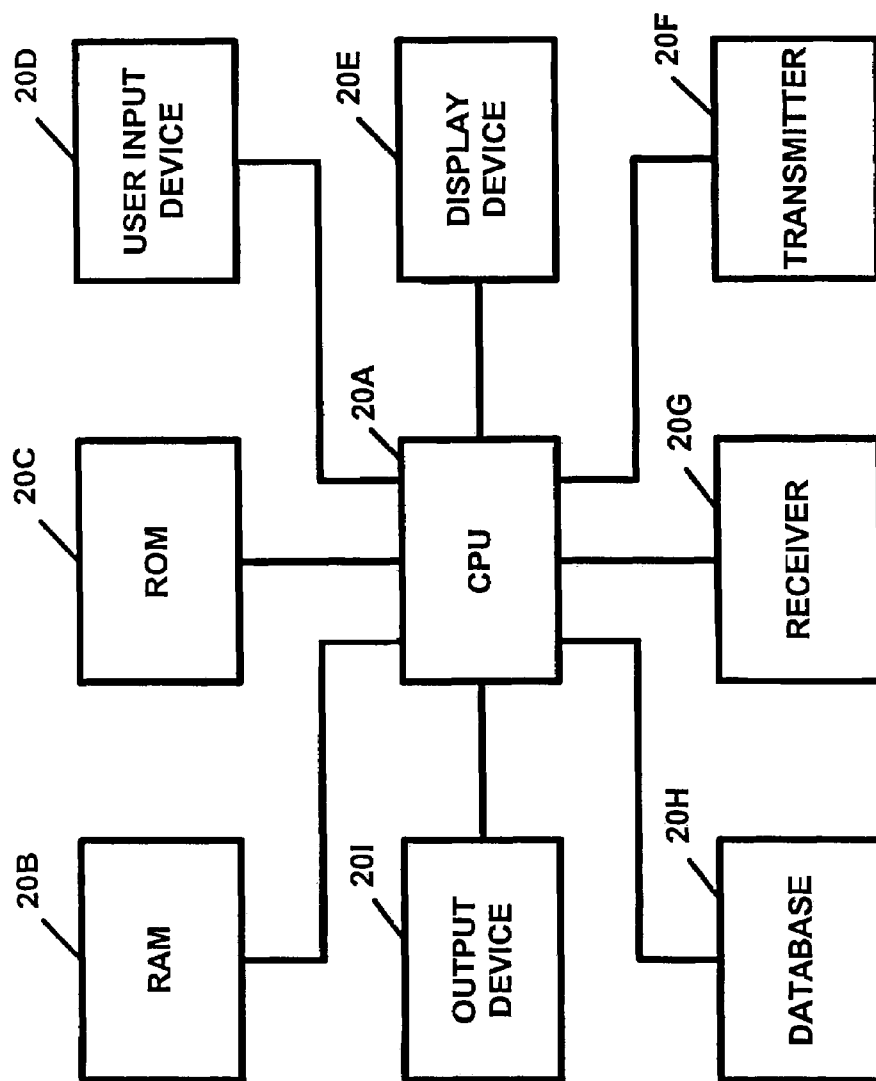 20B
RAM
20C
ROM
20D
USER INPUT
DEVICE
20I
OUTPUT
DEVICE
20A
CPU
20E
DISPLAY
DEVICE
20H
DATABASE
20G
RECEIVER
20F
TRANSMITTER